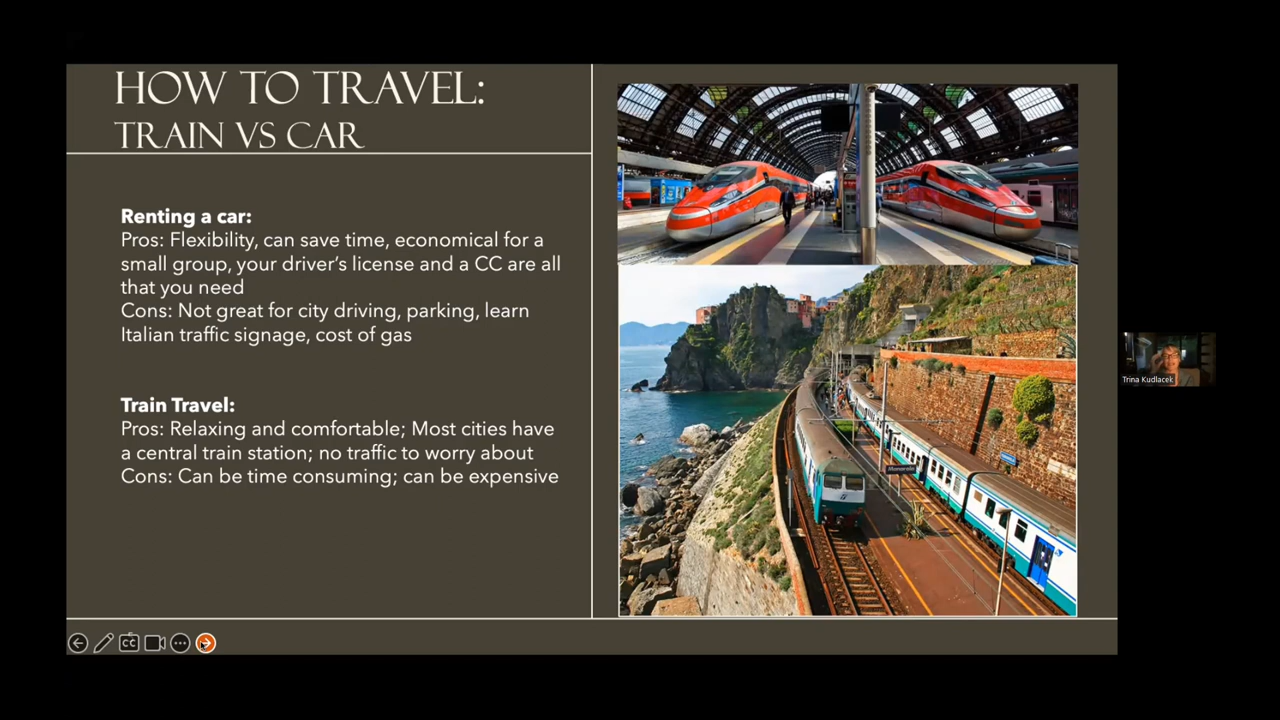 HOW TO TRAVEL:
TRAIN VS CAR
Renting a car:
Pros: Flexibility, can save time, economical for a
small group, your driver's license and a CC are all
that you need
Cons: Not great for city driving, parking, learn
Italian traffic signage, cost of gas
Train Travel:
Pros: Relaxing and comfortable; Most cities have
a central train station; no traffic to worry about
Cons: Can be time consuming; can be expensive
Manarola
Trina Kudlacek
CC